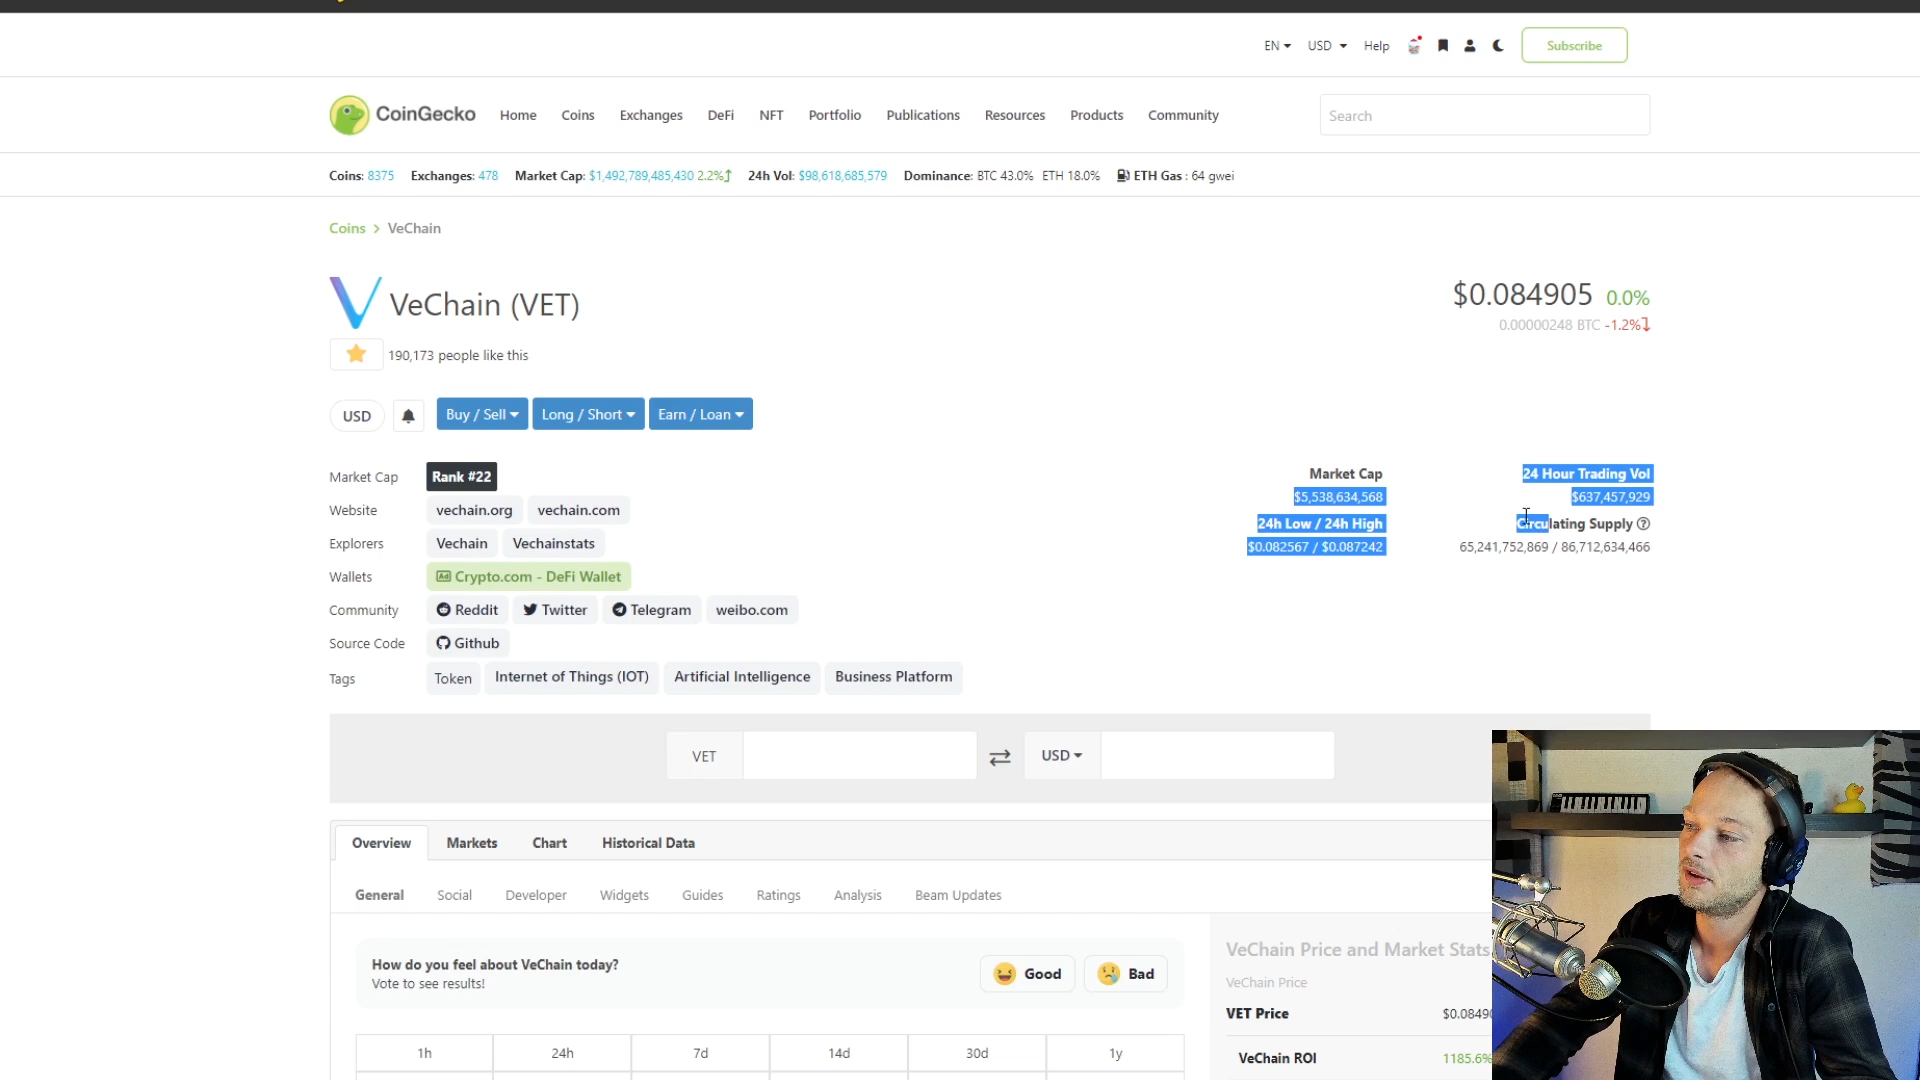 EN USD Help Subscribe
CoinGecko Home Coins Exchanges DeFi NFT Portfolio Publications Resources Products Community Search
Coins: 8375 Exchanges: 478 Market Cap: $1,492,789,485,430 2.2% 24h Vol: $98,618,685,579 Dominance: BTC 43.0% ETH 18.0% ETH Gas : 64 gwei
Coins > VeChain
VeChain (VET)
$0.084905 0.0%
0.00000248 BTC -1.2%
190,173 people like this
USD Buy / Sell Long / Short Earn / Loan
Market Cap Rank #22
Website vechain.org vechain.com
Explorers Vechain Vechainstats
Wallets Ad Crypto.com - DeFi Wallet
Community Reddit Twitter Telegram weibo.com
Source Code Github
Tags Token Internet of Things (IOT) Artificial Intelligence Business Platform
Market Cap 24 Hour Trading Vol
$5,538,634,568 $637,457,929
24h Low / 24h High Circulating Supply ?
$0.082567 / $0.087242 65,241,752,869 / 86,712,634,466
VET USD
Overview Markets Chart Historical Data
General Social Developer Widgets Guides Ratings Analysis Beam Updates
How do you feel about VeChain today?
Vote to see results!
Good Bad
1h 24h 7d 14d 30d 1y
VeChain Price and Market Stats
VeChain Price
VET Price $0.0849
VeChain ROI 1185.6%